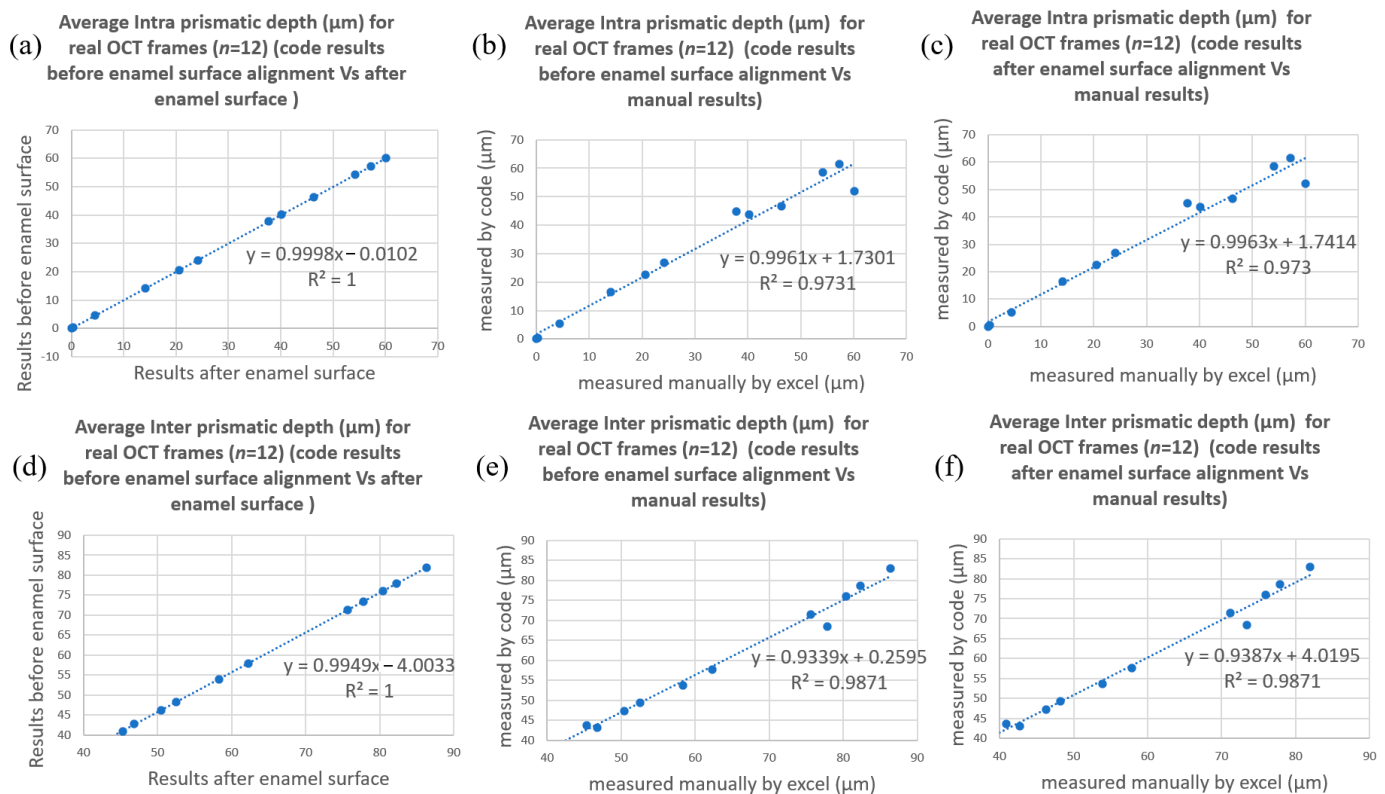 (a)
Average Intra prismatic depth (µm) for
real OCT frames (n=12) (code results
before enamel surface alignment Vs after
enamel surface )
Results before enamel surface
70
60
50
40
30
20
10
0
-10
y = 0.9998x – 0.0102
R² = 1
0 10 20 30 40 50 60 70
Results after enamel surface
(b)
Average Intra prismatic depth (µm) for
real OCT frames (n=12) (code results
before enamel surface alignment Vs
manual results)
measured by code (µm)
70
60
50
40
30
20
10
0
y = 0.9961x + 1.7301
R² = 0.9731
0 10 20 30 40 50 60 70
measured manually by excel (µm)
(c)
Average Intra prismatic depth (µm) for
real OCT frames (n=12) (code results
after enamel surface alignment Vs
manual results)
measured by code (µm)
70
60
50
40
30
20
10
0
y = 0.9963x + 1.7414
R² = 0.973
0 10 20 30 40 50 60 70
measured manually by excel (µm)
(d)
Average Inter prismatic depth (µm) for
real OCT frames (n=12) (code results
before enamel surface alignment Vs after
enamel surface )
Results before enamel surface
90
85
80
75
70
65
60
55
50
45
40
y = 0.9949x – 4.0033
R² = 1
40 50 60 70 80 90
Results after enamel surface
(e)
Average Inter prismatic depth (µm) for
real OCT frames (n=12) (code results
before enamel surface alignment Vs
manual results)
measured by code (µm)
90
85
80
75
70
65
60
55
50
45
40
y = 0.9339x + 0.2595
R² = 0.9871
40 50 60 70 80 90
measured manually by excel (µm)
(f)
Average Inter prismatic depth (µm) for
real OCT frames (n=12) (code results
after enamel surface alignment Vs
manual results)
measured by code (µm)
90
85
80
75
70
65
60
55
50
45
40
y = 0.9387x + 4.0195
R² = 0.9871
40 50 60 70 80 90
measured manually by excel (µm)